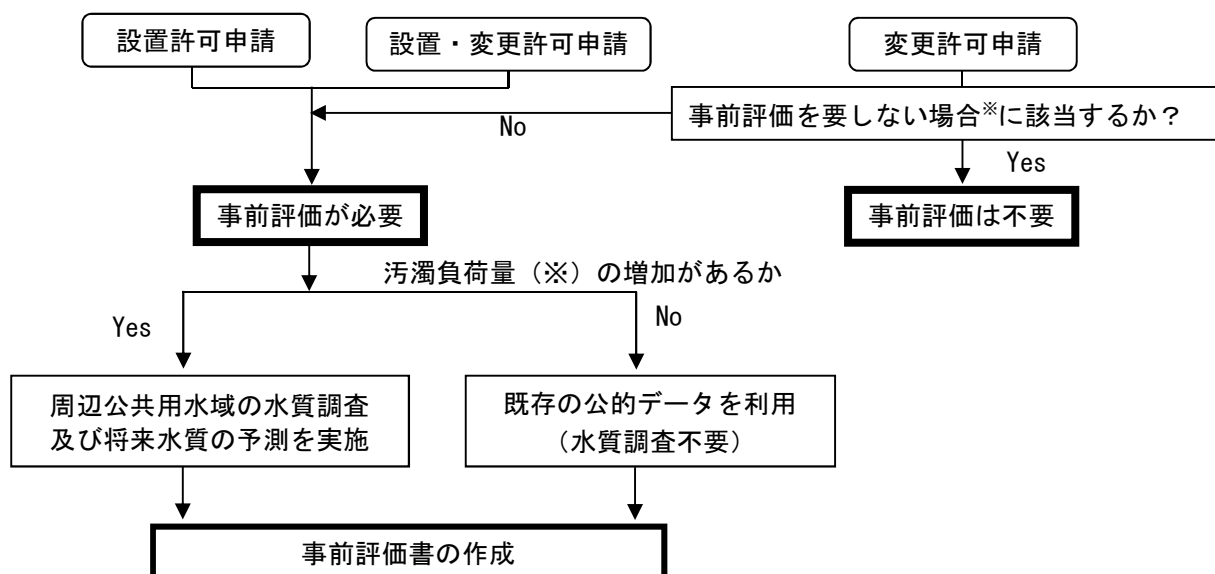 設置許可申請
設置・変更許可申請
変更許可申請
事前評価を要しない場合※に該当するか？
No
Yes
事前評価が必要
事前評価は不要
汚濁負荷量（※）の増加があるか
Yes
No
周辺公共用水域の水質調査
及び将来水質の予測を実施
既存の公的データを利用
（水質調査不要）
事前評価書の作成